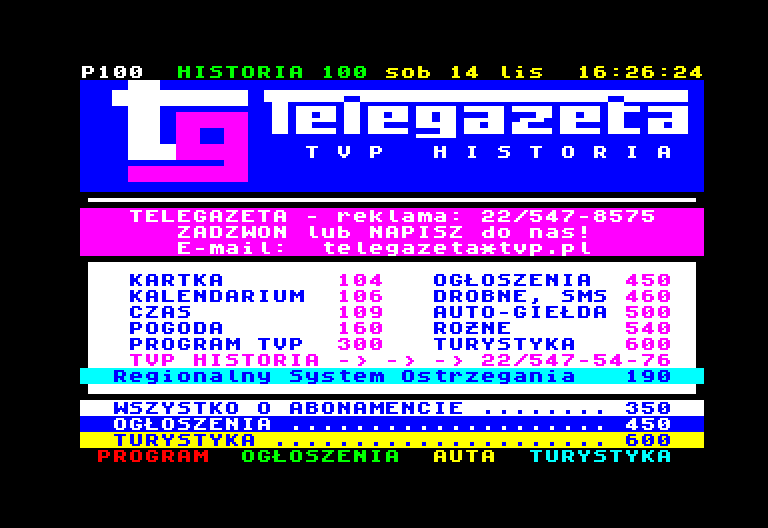 P100 HISTORIA 100 sob 14 lis 16:26:24
tg Telegazeta
TVP HISTORIA
TELEGAZETA - reklama: 22/547-8575
ZADZWOŃ lub NAPISZ do nas!
E-mail: telegazeta*tvp.pl
KARTKA 104 OGŁOSZENIA 450
KALENDARIUM 106 DROBNE, SMS 460
CZAS 109 AUTO-GIEŁDA 500
POGODA 160 RÓŻNE 540
PROGRAM TVP 300 TURYSTYKA 600
TVP HISTORIA -> -> -> 22/547-54-76
Regionalny System Ostrzegania 190
WSZYSTKO O ABONAMENCIE ........ 350
OGŁOSZENIA .................... 450
TURYSTYKA ..................... 600
PROGRAM OGŁOSZENIA AUTA TURYSTYKA